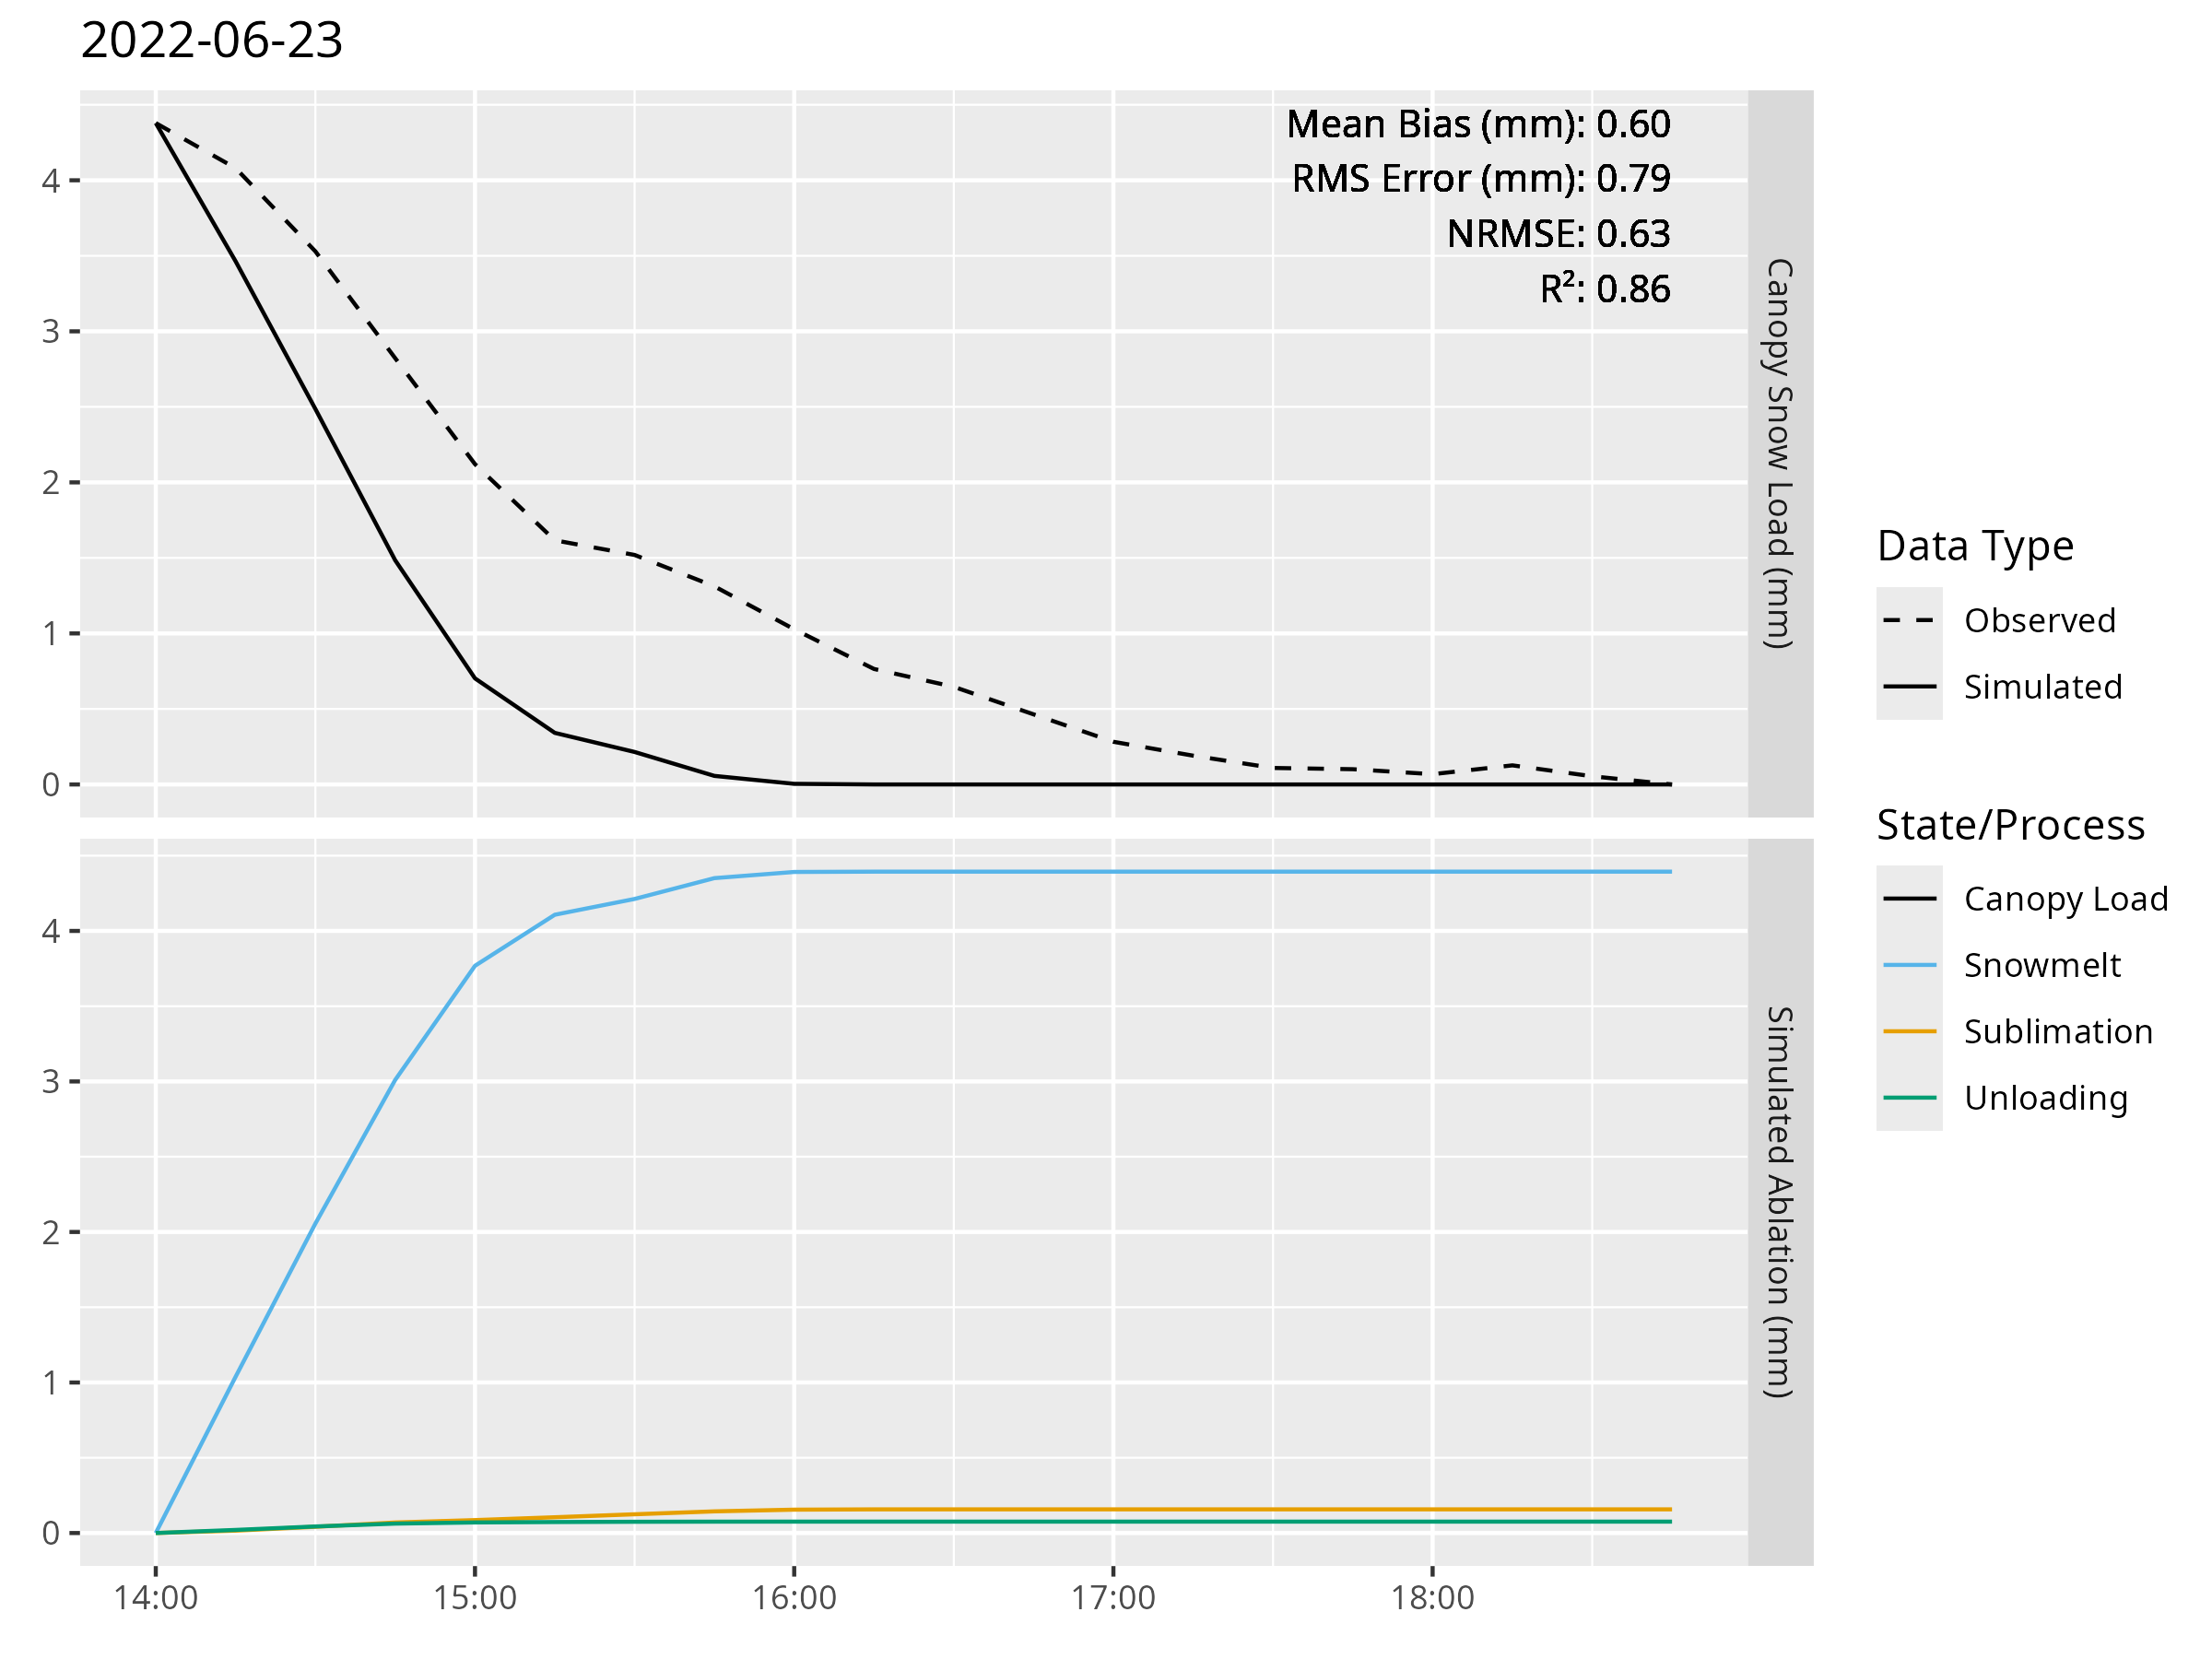 2022-06-23
Mean Bias (mm): 0.60
RMS Error (mm): 0.79
NRMSE: 0.63
R²: 0.86
4
3
2
1
0
Canopy Snow Load (mm)
4
3
2
1
0
Simulated Ablation (mm)
14:00 15:00 16:00 17:00 18:00
Data Type
Observed
Simulated
State/Process
Canopy Load
Snowmelt
Sublimation
Unloading